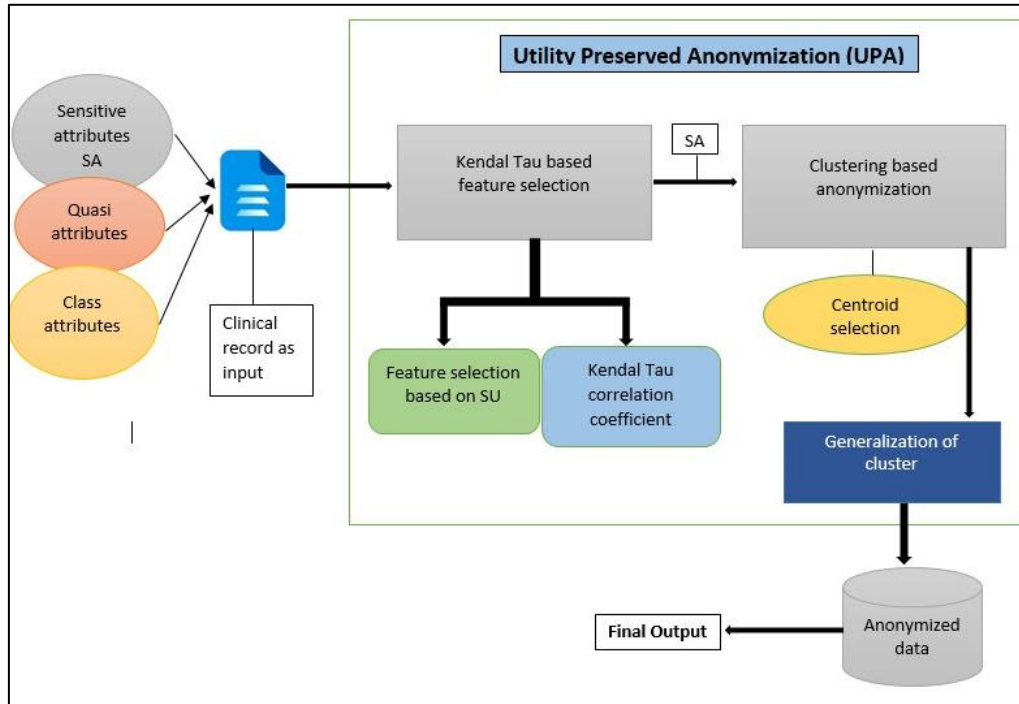 Utility Preserved Anonymization (UPA)
Sensitive
attributes
SA
Quasi
attributes
Class
attributes
Clinical
record as
input
Kendal Tau based
feature selection
SA
Clustering based
anonymization
Centroid
selection
Feature selection
based on SU
Kendal Tau
correlation
coefficient
Generalization of
cluster
Anonymized
data
Final Output